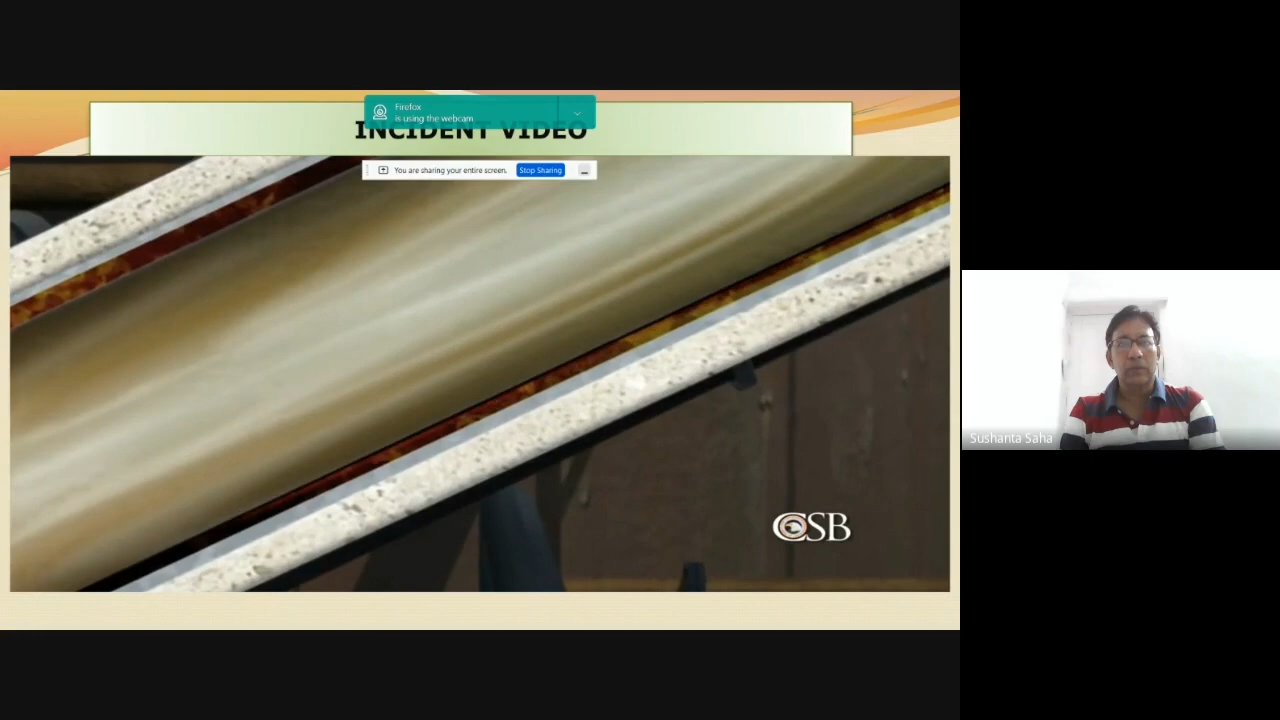 Firefox
is using the webcam
INCIDENT VIDEO
You are sharing your entire screen.
Stop Sharing
CSB
Sushanta Saha